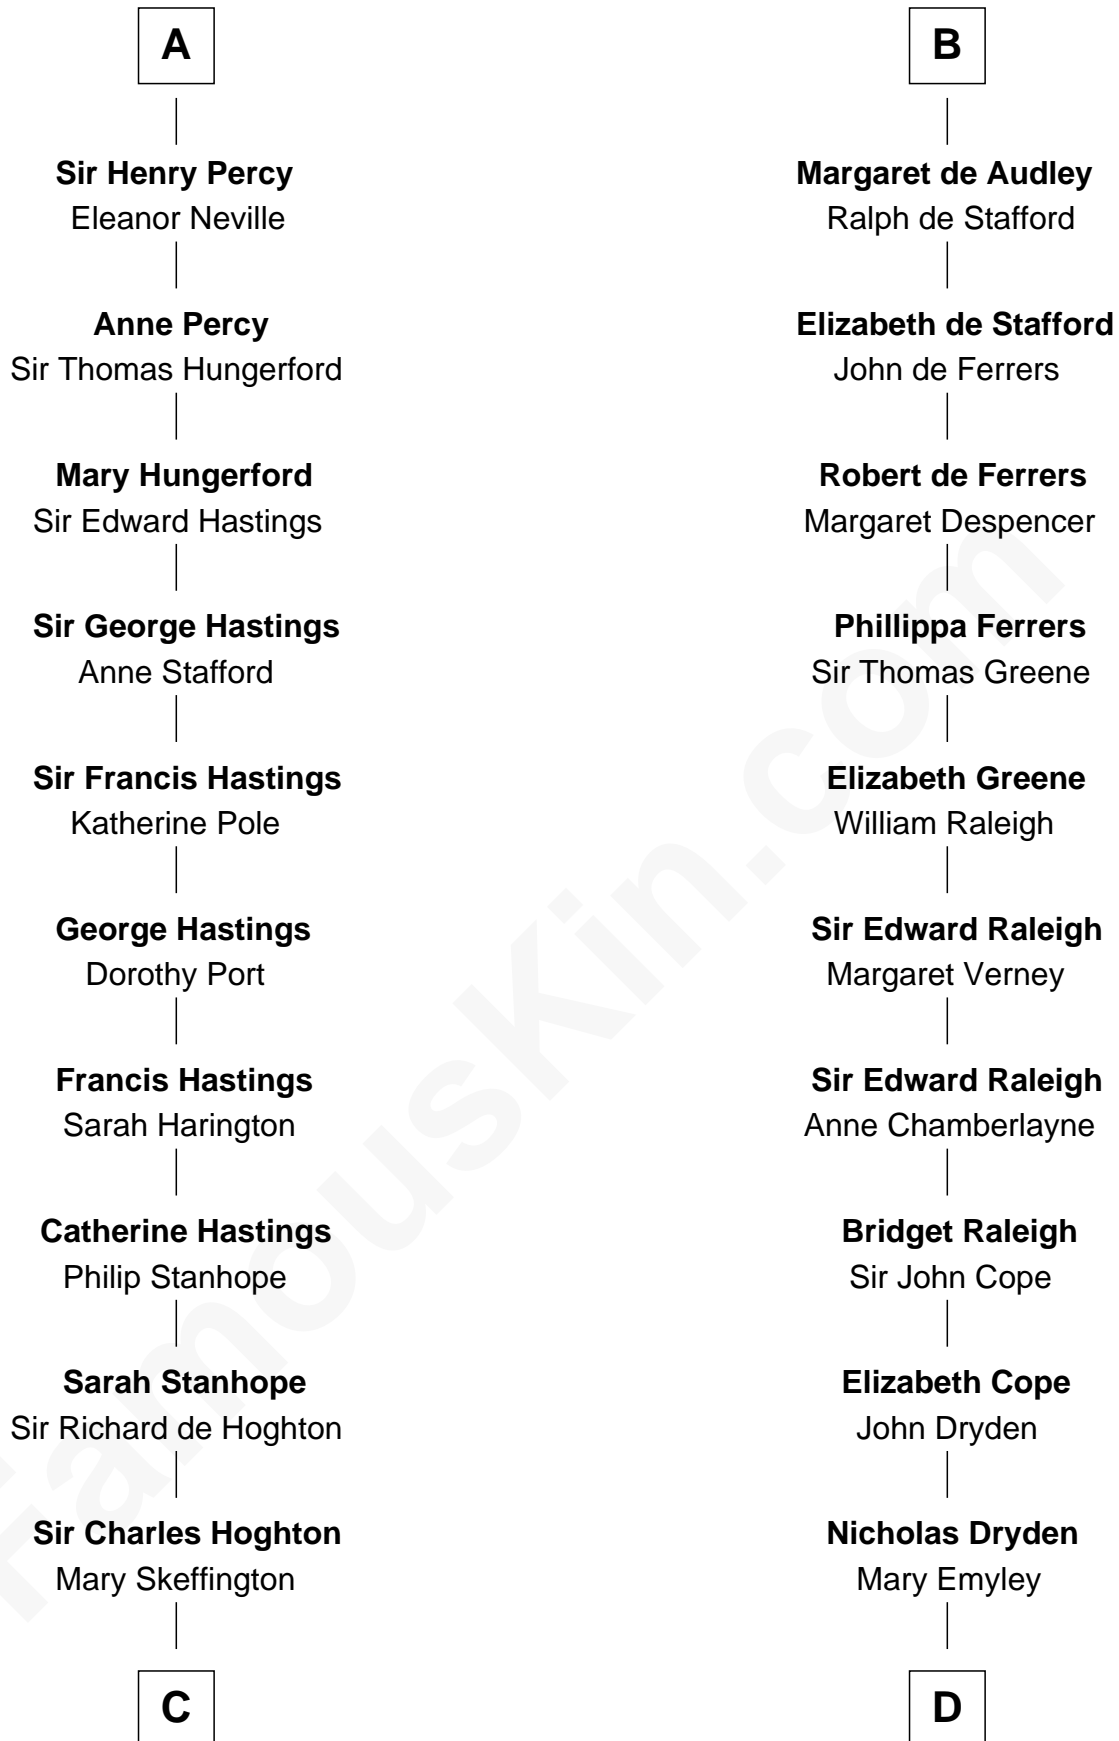 A
Sir Henry Percy
Eleanor Neville
Anne Percy
Sir Thomas Hungerford
Mary Hungerford
Sir Edward Hastings
Sir George Hastings
Anne Stafford
Sir Francis Hastings
Katherine Pole
George Hastings
Dorothy Port
Francis Hastings
Sarah Harington
Catherine Hastings
Philip Stanhope
Sarah Stanhope
Sir Richard de Hoghton
Sir Charles Hoghton
Mary Skeffington
C
B
Margaret de Audley
Ralph de Stafford
Elizabeth de Stafford
John de Ferrers
Robert de Ferrers
Margaret Despencer
Phillippa Ferrers
Sir Thomas Greene
Elizabeth Greene
William Raleigh
Sir Edward Raleigh
Margaret Verney
Sir Edward Raleigh
Anne Chamberlayne
Bridget Raleigh
Sir John Cope
Elizabeth Cope
John Dryden
Nicholas Dryden
Mary Emyley
D
FamousKin.com